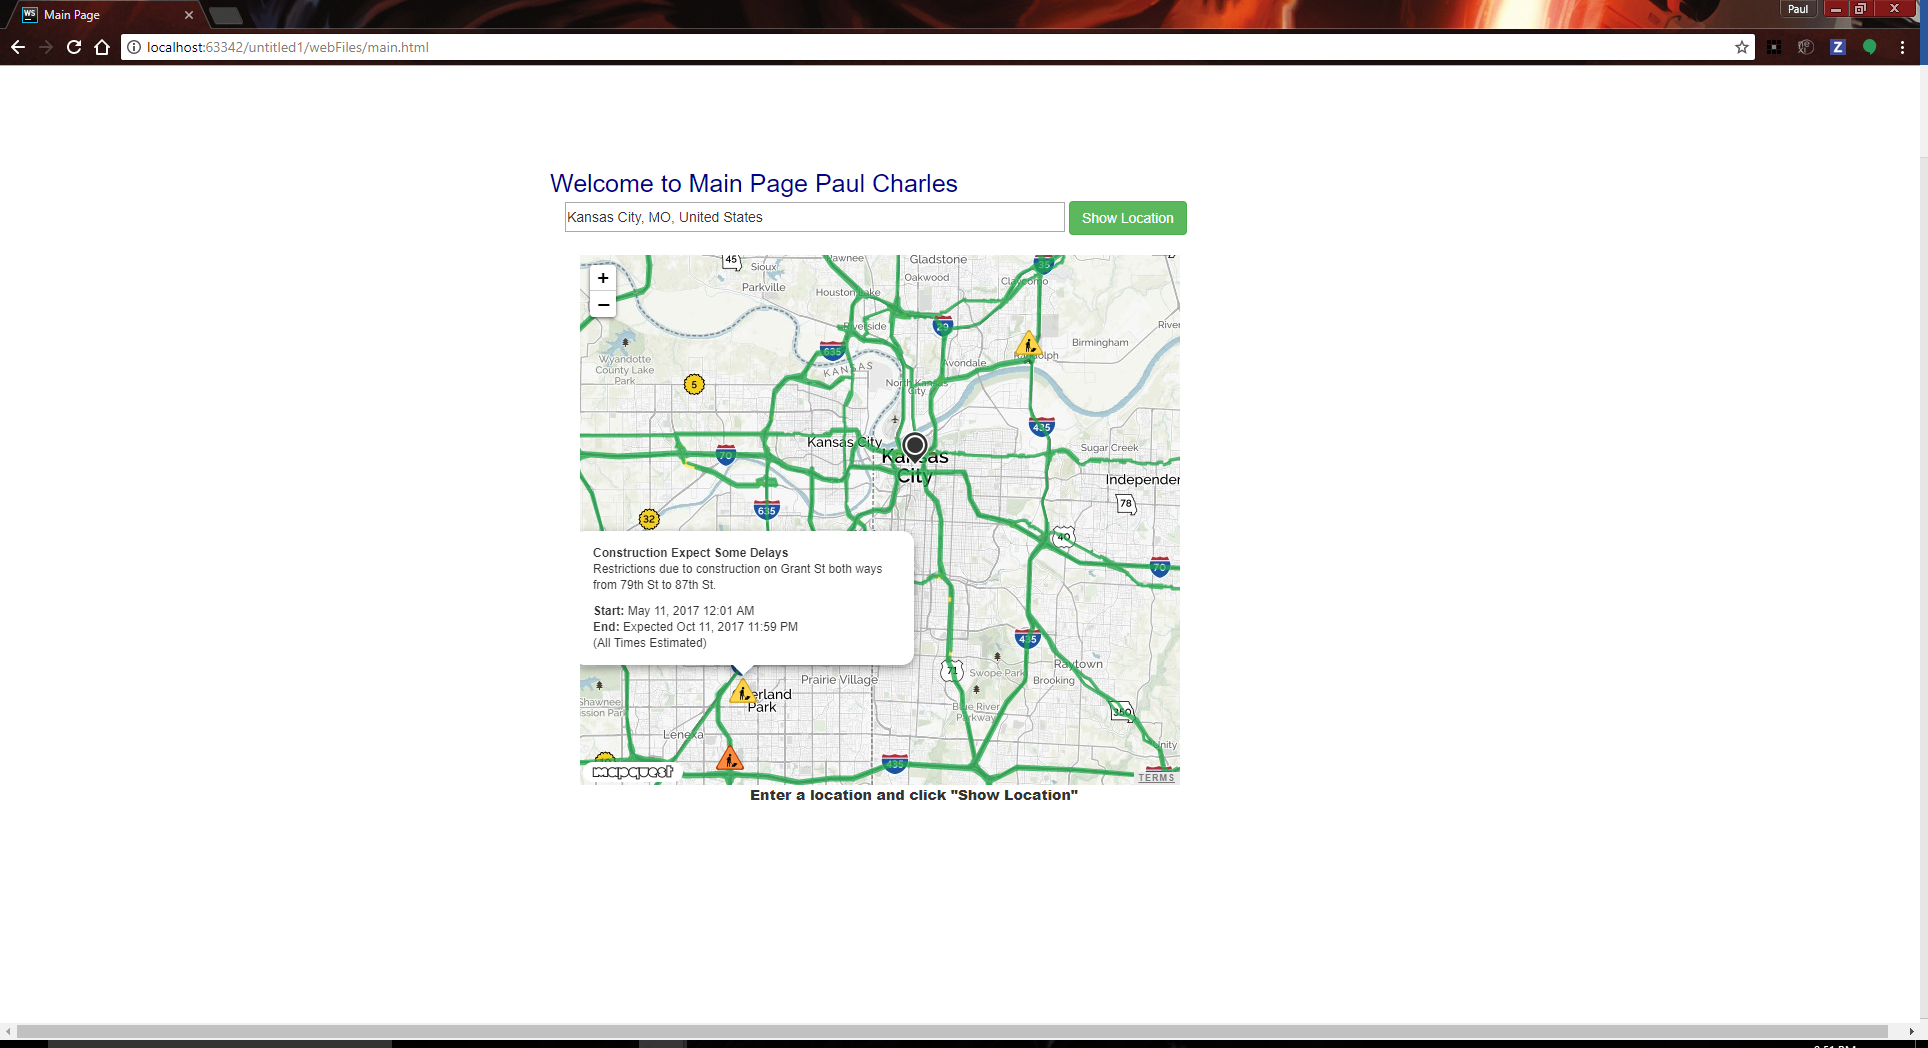 Main Page
Paul
localhost:63342/untitled1/webFiles/main.html
Welcome to Main Page Paul Charles
Kansas City, MO, United States
Show Location
45
Sioux
Pawnee
Gladstone
35
Oakwood
Parkville
Claycomo
Houston Lake
Riverside
29
Birmingham
635
Wyandotte
County Lake
Park
KANSAS
Avondale
North Kansas
City
5
435
Kansas City
Sugar Creek
70
Kansas
City
Independen
78
635
32
40
Construction Expect Some Delays
Restrictions due to construction on Grant St both ways
from 79th St to 87th St.
Start: May 11, 2017 12:01 AM
End: Expected Oct 11, 2017 11:59 PM
(All Times Estimated)
70
435
Raytown
71
Swope Park
Brooking
Prairie Village
erland
Park
Shawnee
ssion Park
Blue River
Parkway
350
Lenexa
nity
435
mapquest
TERMS
Enter a location and click "Show Location"